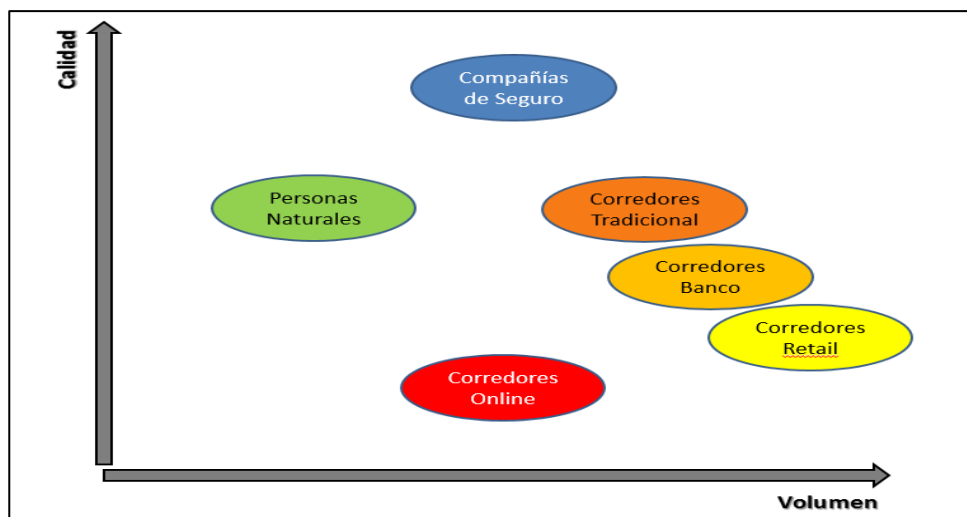 Calidad
Compañías
de Seguro
Personas
Naturales
Corredores
Tradicional
Corredores
Banco
Corredores
Retail
Corredores
Online
Volumen